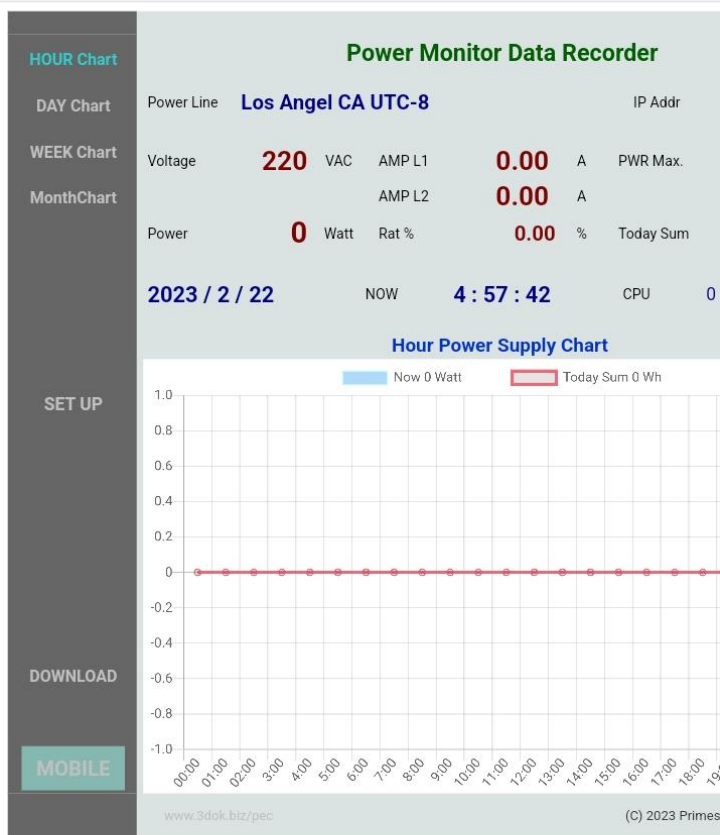 HOUR Chart
DAY Chart
WEEK Chart
MonthChart
SET UP
DOWNLOAD
MOBILE
Power Monitor Data Recorder
Power Line Los Angel CA UTC-8 IP Addr
Voltage 220 VAC AMP L1 0.00 A PWR Max.
AMP L2 0.00 A
Power 0 Watt Rat % 0.00 % Today Sum
2023 / 2 / 22 NOW 4 : 57 : 42 CPU 0
Hour Power Supply Chart
Now 0 Watt Today Sum 0 Wh
1.0
0.8
0.6
0.4
0.2
0
-0.2
-0.4
-0.6
-0.8
-1.0
00:00 01:00 02:00 3:00 4:00 5:00 6:00 7:00 8:00 9:00 10:00 11:00 12:00 13:00 14:00 15:00 16:00 17:00 18:00
www.3dok.biz/pec (C) 2023 Primes